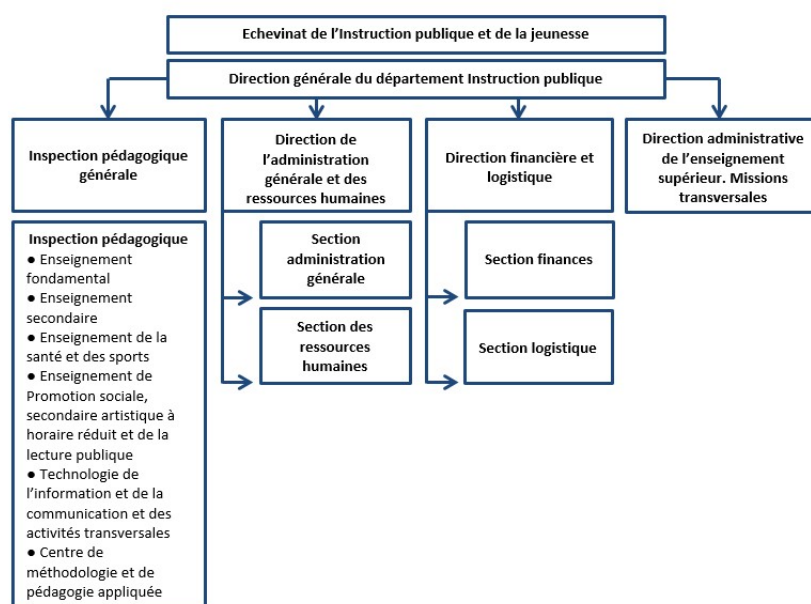 Echevinat de l'Instruction publique et de la jeunesse
Direction générale du département Instruction publique
Inspection pédagogique
générale
Direction de
l'administration
générale et des
ressources humaines
Direction financière et
logistique
Direction administrative
de l'enseignement
supérieur. Missions
transversales
Inspection pédagogique
● Enseignement
fondamental
● Enseignement
secondaire
● Enseignement de la
santé et des sports
● Enseignement de
Promotion sociale,
secondaire artistique à
horaire réduit et de la
lecture publique
● Technologie de
l'information et de la
communication et des
activités transversales
● Centre de
méthodologie et de
pédagogie appliquée
Section
administration
générale
Section des
ressources
humaines
Section finances
Section logistique